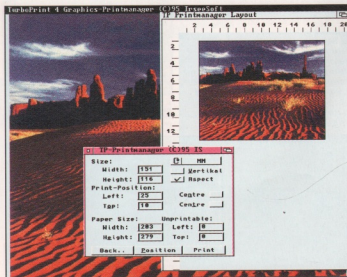 TurboPrint 4 Graphics-Printmanager (C)95 IrseeSoft
TP Printmanager Layout
2 4 6 8 10 12 14 16 18 20
2
4
6
8
10
12
TP-Printmanager (C)95 IS
Size: MM
Width: 151 Vertikal
Height: 116 Aspect
Print-Position:
Left: 25 Centre
Top: 10 Centre
Paper Size: Unprintable:
Width: 203 Left: 0
Height: 279 Top: 0
Back.. Position Print